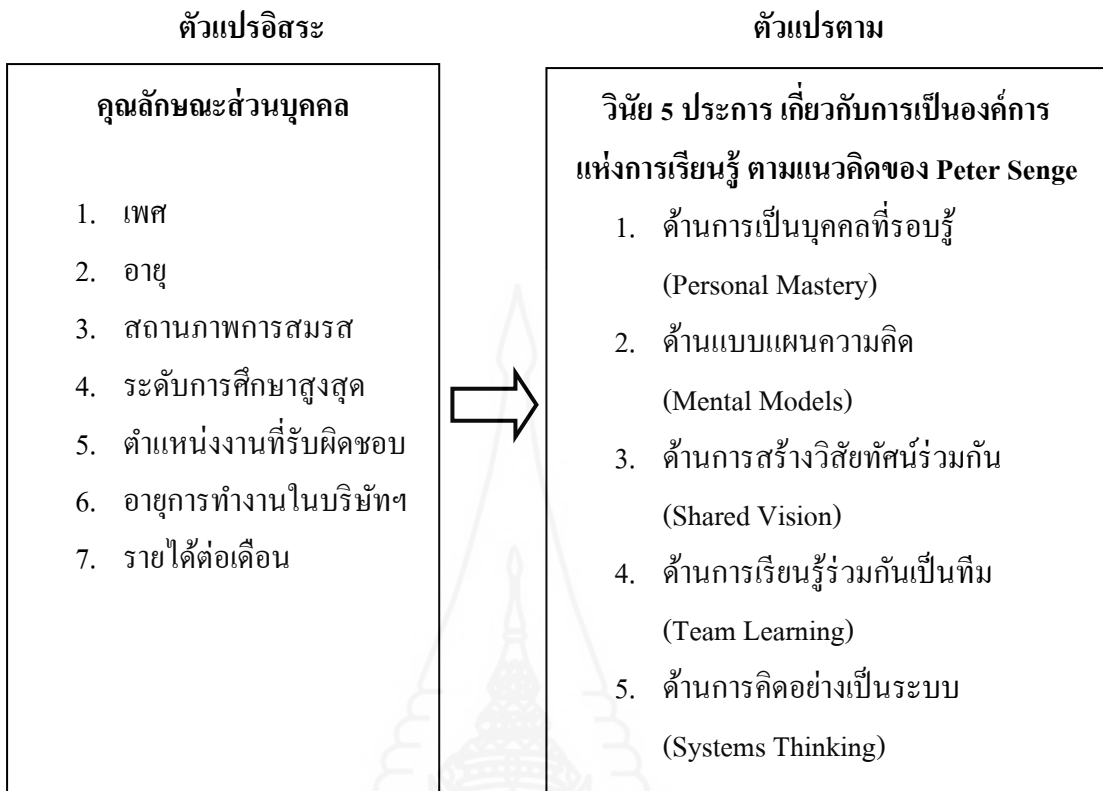 ตัวแปรอิสระ
คุณลักษณะส่วนบุคคล
1. เพศ
2. อายุ
3. สถานภาพการสมรส
4. ระดับการศึกษาสูงสุด
5. ตำแหน่งงานที่รับผิดชอบ
6. อายุการทำงานในบริษัทฯ
7. รายได้ต่อเดือน
ตัวแปรตาม
วินัย 5 ประการ เกี่ยวกับการเป็นองค์การ
แห่งการเรียนรู้ ตามแนวคิดของ Peter Senge
1. ด้านการเป็นบุคคลที่รอบรู้
(Personal Mastery)
2. ด้านแบบแผนความคิด
(Mental Models)
3. ด้านการสร้างวิสัยทัศน์ร่วมกัน
(Shared Vision)
4. ด้านการเรียนรู้ร่วมกันเป็นทีม
(Team Learning)
5. ด้านการคิดอย่างเป็นระบบ
(Systems Thinking)